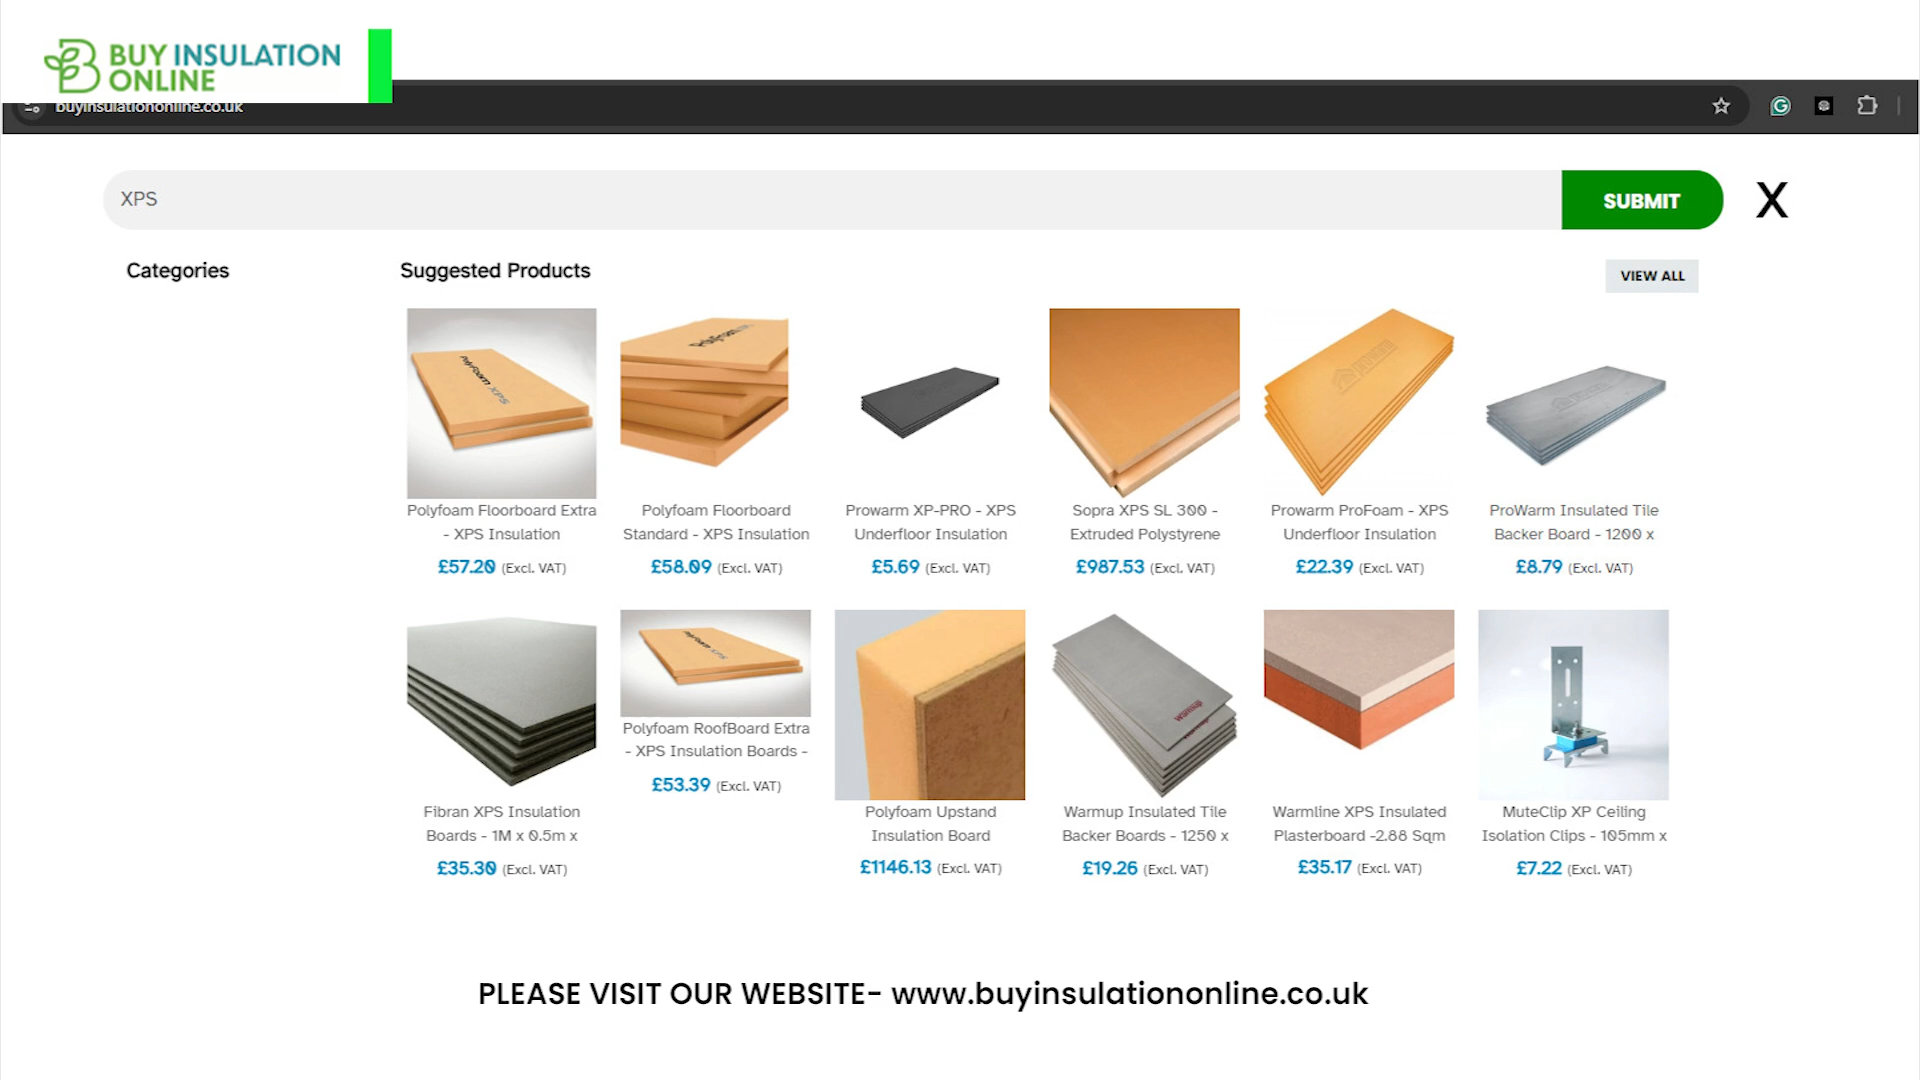 BUY INSULATION
ONLINE
buyinsulationonline.co.uk
XPS
SUBMIT
X
Categories
Suggested Products
VIEW ALL
Polyfoam XPS
Polyfoam
Polyfoam Floorboard Extra
- XPS Insulation
£57.20 (Excl. VAT)
Polyfoam Floorboard
Standard - XPS Insulation
£58.09 (Excl. VAT)
Prowarm XP-PRO - XPS
Underfloor Insulation
£5.69 (Excl. VAT)
Sopra XPS SL 300 -
Extruded Polystyrene
£987.53 (Excl. VAT)
Prowarm ProFoam - XPS
Underfloor Insulation
£22.39 (Excl. VAT)
ProWarm Insulated Tile
Backer Board - 1200 x
£8.79 (Excl. VAT)
Polyfoam XPS
warmup
Fibran XPS Insulation
Boards - 1M x 0.5m x
£35.30 (Excl. VAT)
Polyfoam RoofBoard Extra
- XPS Insulation Boards -
£53.39 (Excl. VAT)
Polyfoam Upstand
Insulation Board
£1146.13 (Excl. VAT)
Warmup Insulated Tile
Backer Boards - 1250 x
£19.26 (Excl. VAT)
Warmline XPS Insulated
Plasterboard -2.88 Sqm
£35.17 (Excl. VAT)
MuteClip XP Ceiling
Isolation Clips - 105mm x
£7.22 (Excl. VAT)
PLEASE VISIT OUR WEBSITE- www.buyinsulationonline.co.uk